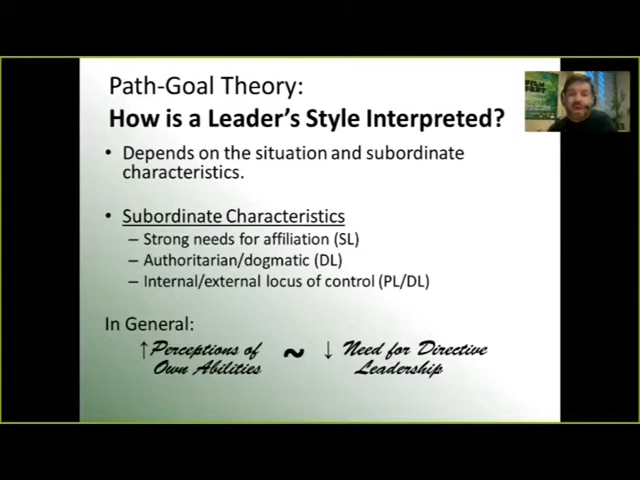 Path-Goal Theory:
How is a Leader's Style Interpreted?
• Depends on the situation and subordinate
characteristics.
• Subordinate Characteristics
– Strong needs for affiliation (SL)
– Authoritarian/dogmatic (DL)
– Internal/external locus of control (PL/DL)
In General:
↑Perceptions of ~ ↓ Need for Directive
Own Abilities Leadership